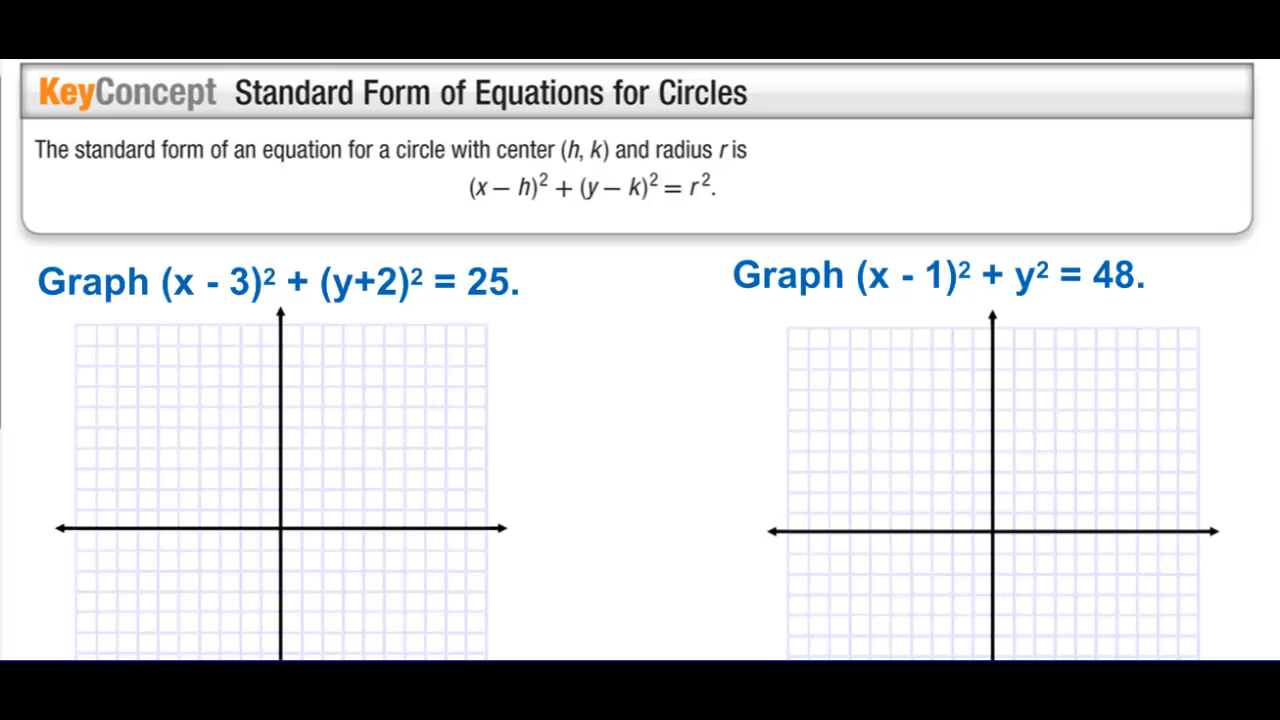 KeyConcept Standard Form of Equations for Circles
The standard form of an equation for a circle with center (h, k) and radius r is
(x – h)² + (y – k)² = r².
Graph (x - 3)² + (y+2)² = 25.
Graph (x - 1)² + y² = 48.